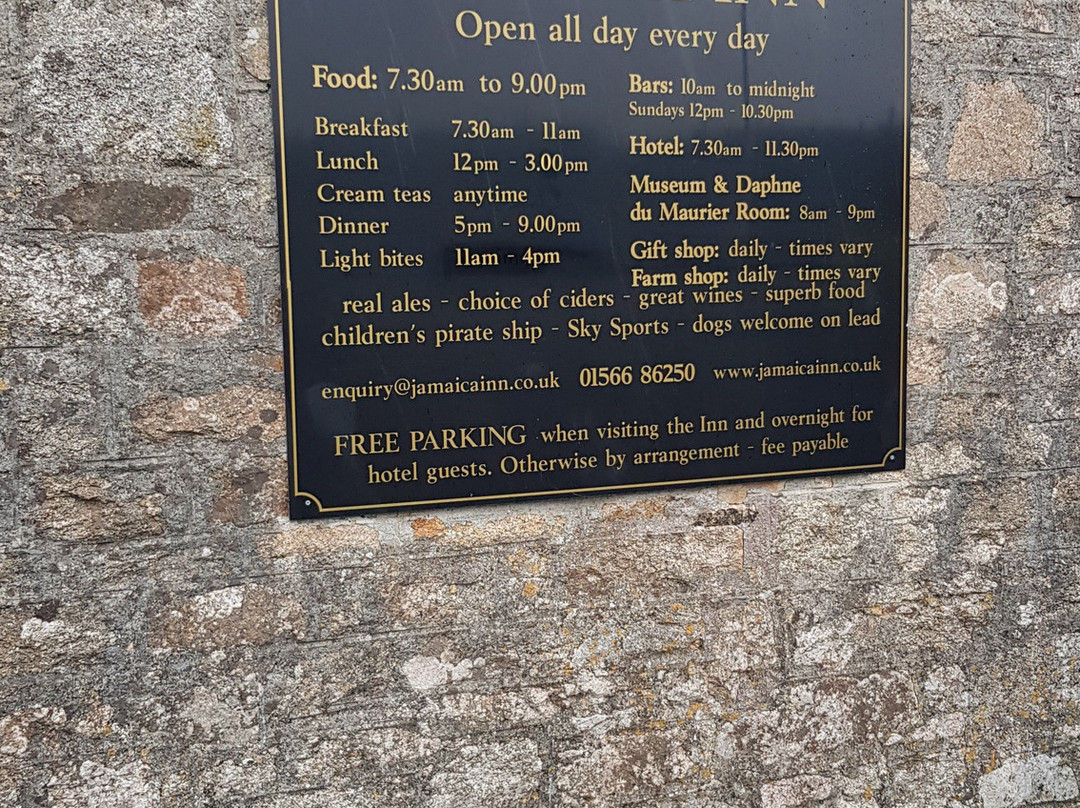 INN
Open all day every day
Food: 7.30am to 9.00pm
Breakfast 7.30am - 11am
Lunch 12pm - 3.00pm
Cream teas anytime
Dinner 5pm - 9.00pm
Light bites 11am - 4pm
Bars: 10am to midnight
Sundays 12pm - 10.30pm
Hotel: 7.30am - 11.30pm
Museum & Daphne
du Maurier Room: 8am - 9pm
Gift shop: daily - times vary
Farm shop: daily - times vary
real ales - choice of ciders - great wines - superb food
children's pirate ship - Sky Sports - dogs welcome on lead
enquiry@jamaicainn.co.uk 01566 86250 www.jamaicainn.co.uk
FREE PARKING when visiting the Inn and overnight for
hotel guests. Otherwise by arrangement - fee payable